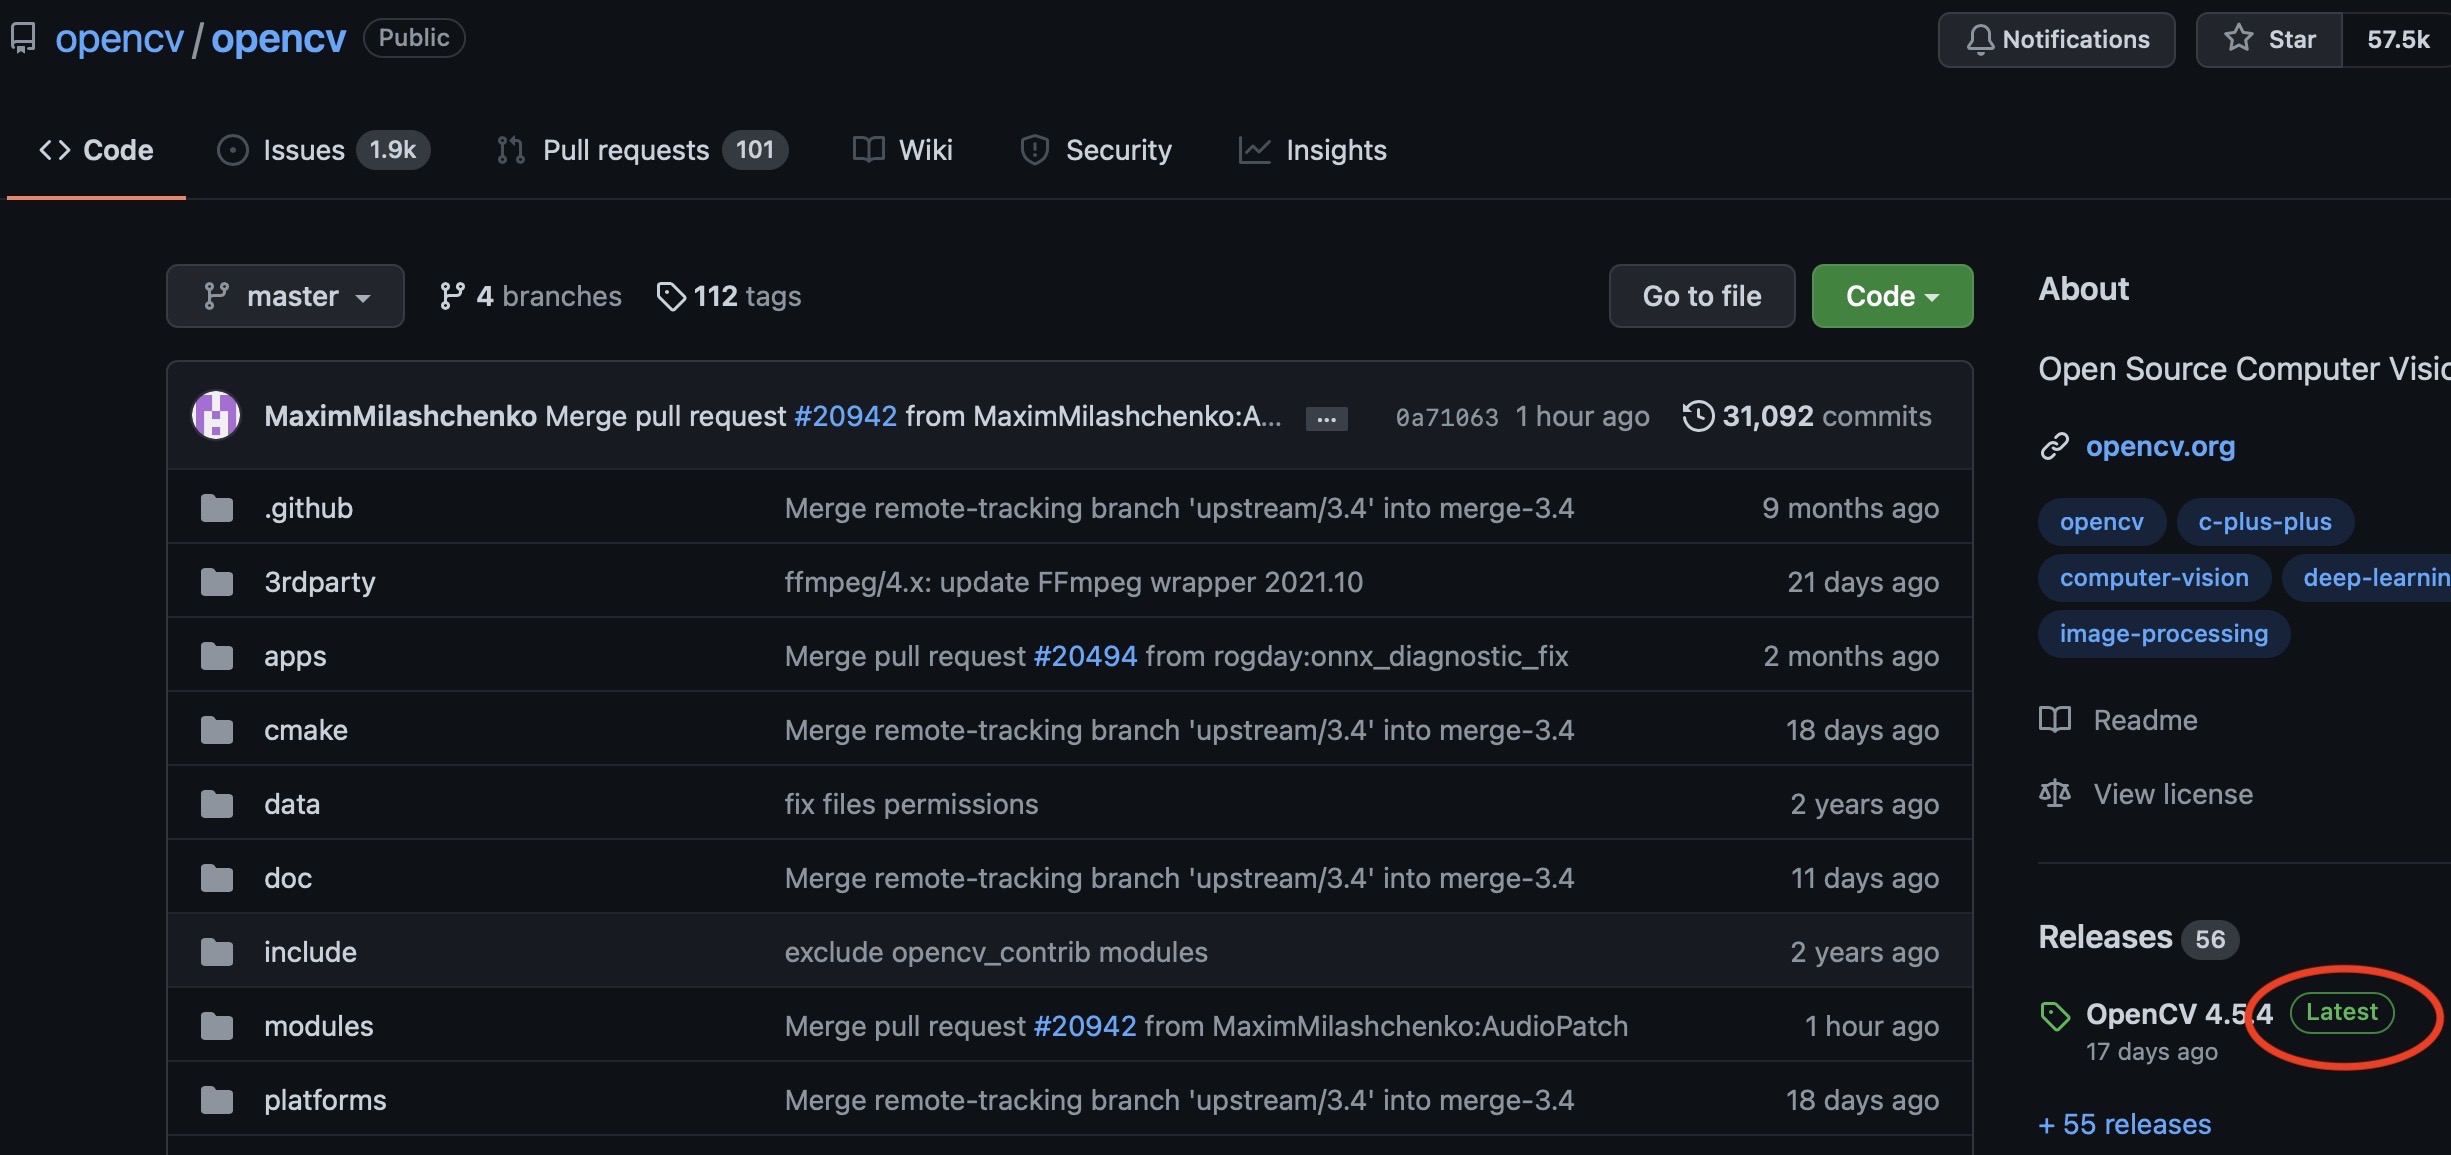 opencv / opencv Public
Notifications Star 57.5k
Code Issues 1.9k Pull requests 101 Wiki Security Insights
master 4 branches 112 tags Go to file Code
MaximMilashchenko Merge pull request #20942 from MaximMilashchenko:A... ... 0a71063 1 hour ago 31,092 commits
.github Merge remote-tracking branch 'upstream/3.4' into merge-3.4 9 months ago
3rdparty ffmpeg/4.x: update FFmpeg wrapper 2021.10 21 days ago
apps Merge pull request #20494 from rogday:onnx_diagnostic_fix 2 months ago
cmake Merge remote-tracking branch 'upstream/3.4' into merge-3.4 18 days ago
data fix files permissions 2 years ago
doc Merge remote-tracking branch 'upstream/3.4' into merge-3.4 11 days ago
include exclude opencv_contrib modules 2 years ago
modules Merge pull request #20942 from MaximMilashchenko:AudioPatch 1 hour ago
platforms Merge remote-tracking branch 'upstream/3.4' into merge-3.4 18 days ago
About
Open Source Computer Visio
opencv.org
opencv c-plus-plus
computer-vision deep-learnin
image-processing
Readme
View license
Releases 56
OpenCV 4.5.4 Latest
17 days ago
+ 55 releases